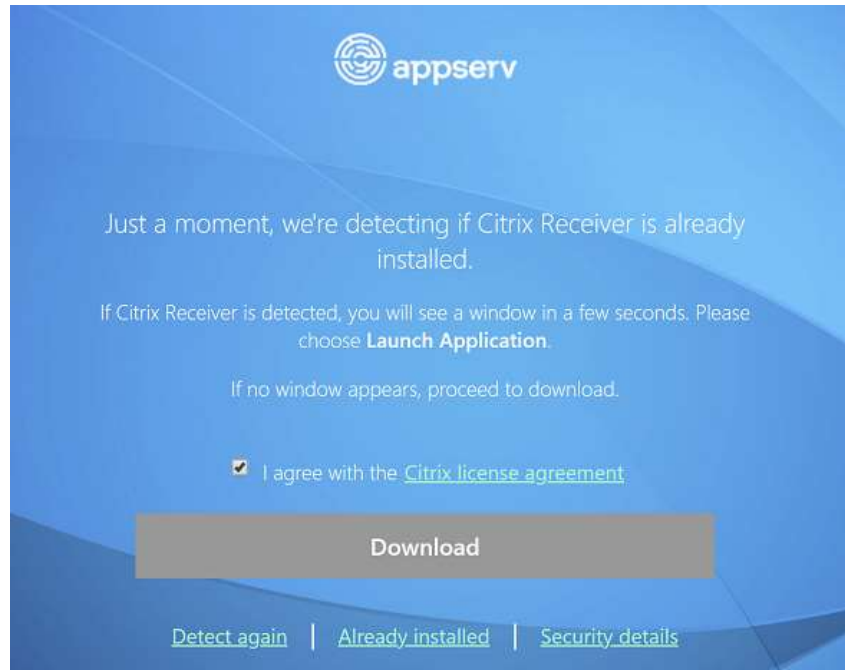 appserv
Just a moment, we're detecting if Citrix Receiver is already
installed.
If Citrix Receiver is detected, you will see a window in a few seconds. Please
choose Launch Application.
If no window appears, proceed to download.
I agree with the Citrix license agreement
Download
Detect again | Already installed | Security details